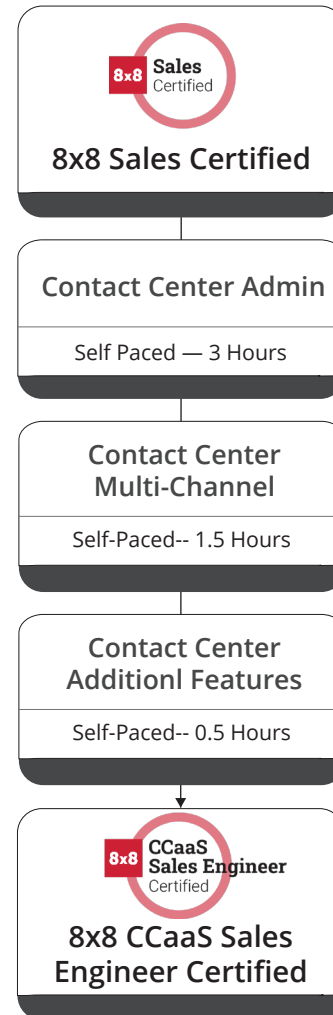 8x8 Sales
Certified
8x8 Sales Certified
Contact Center Admin
Self Paced — 3 Hours
Contact Center
Multi-Channel
Self-Paced-- 1.5 Hours
Contact Center
Additionl Features
Self-Paced-- 0.5 Hours
8x8 CCaaS
Sales Engineer
Certified
8x8 CCaaS Sales
Engineer Certified